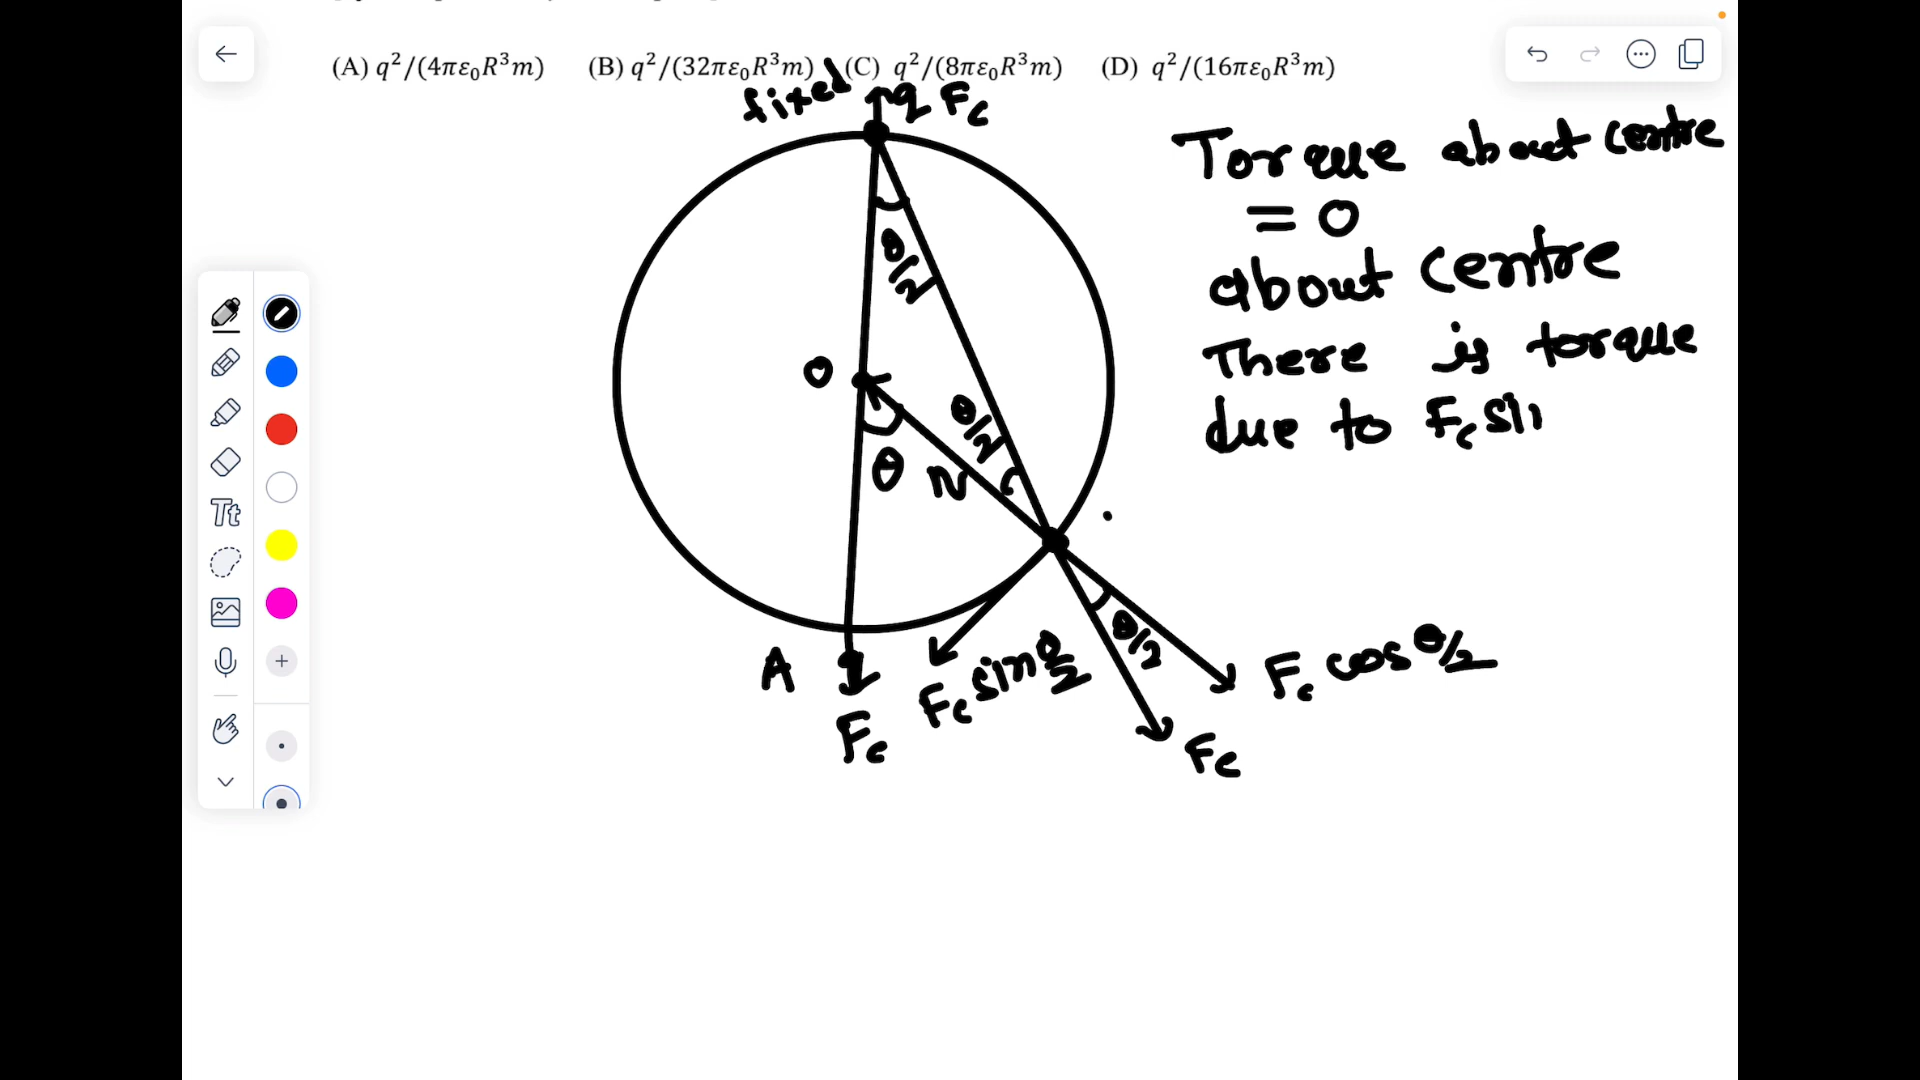 (A) q²/(4πε₀R³m) (B) q²/(32πε₀R³m) (C) q²/(8πε₀R³m) (D) q²/(16πε₀R³m)
fixed q Fc
Torque about centre
= 0
about centre
There is torque
due to Fc sin
θ/2
O
θ/2
θ N
θ/2
A q Fc sin θ/2 Fc cos θ/2
Fc Fc
Tt